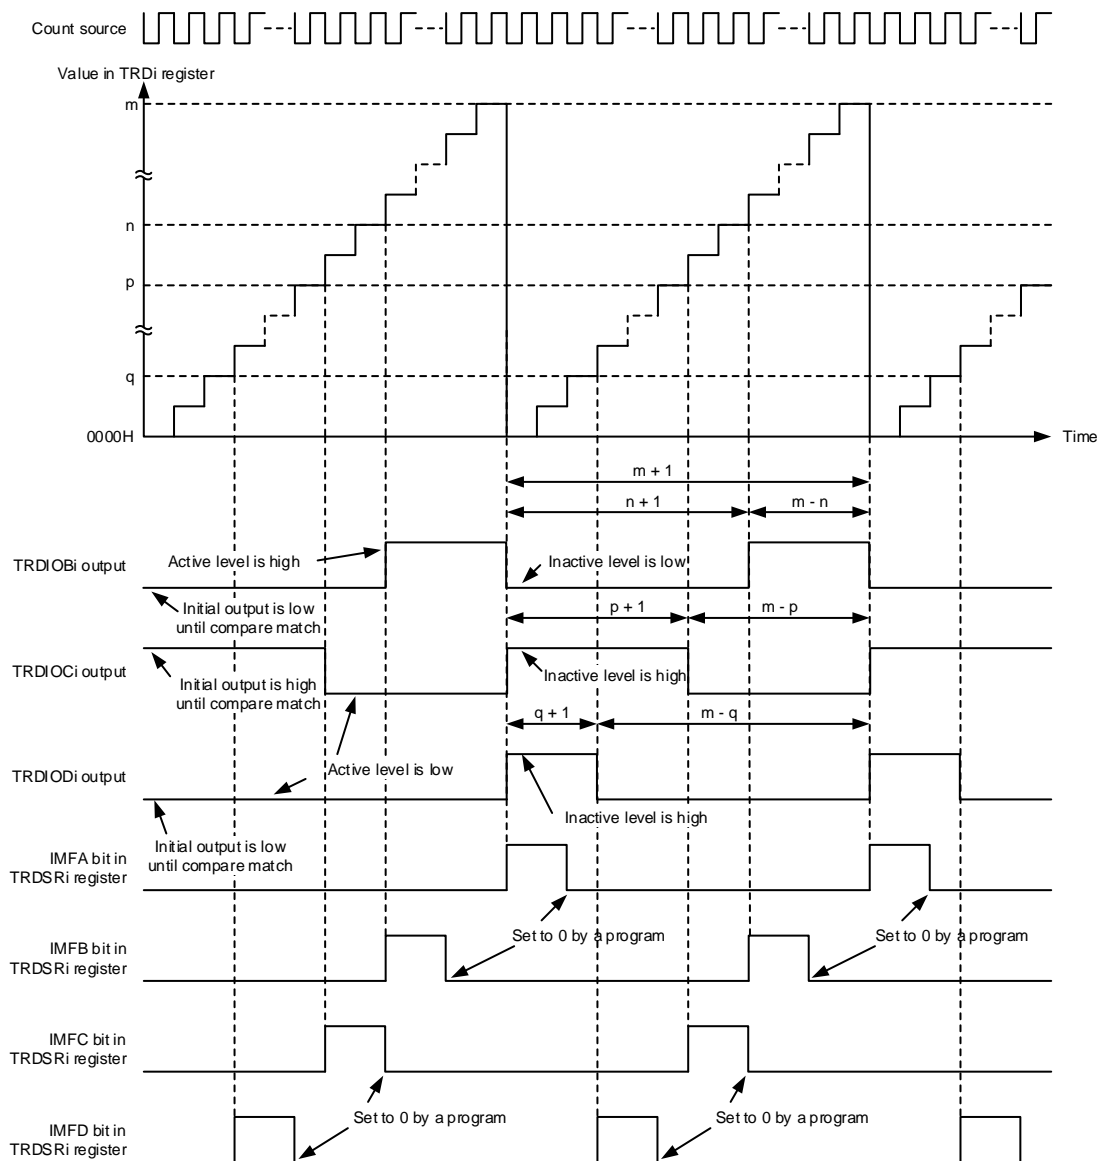 Count source
Value in TRDi register
m
n
p
q
0000H
Time
m + 1
n + 1
m - n
TRDIOBi output
Active level is high
Inactive level is low
Initial output is low
until compare match
p + 1
m - p
TRDIOCi output
Initial output is high
until compare match
Inactive level is high
q + 1
m - q
TRDIODi output
Active level is low
Inactive level is high
Initial output is low
until compare match
IMFA bit in
TRDSRi register
Set to 0 by a program
Set to 0 by a program
IMFB bit in
TRDSRi register
IMFC bit in
TRDSRi register
Set to 0 by a program
Set to 0 by a program
IMFD bit in
TRDSRi register